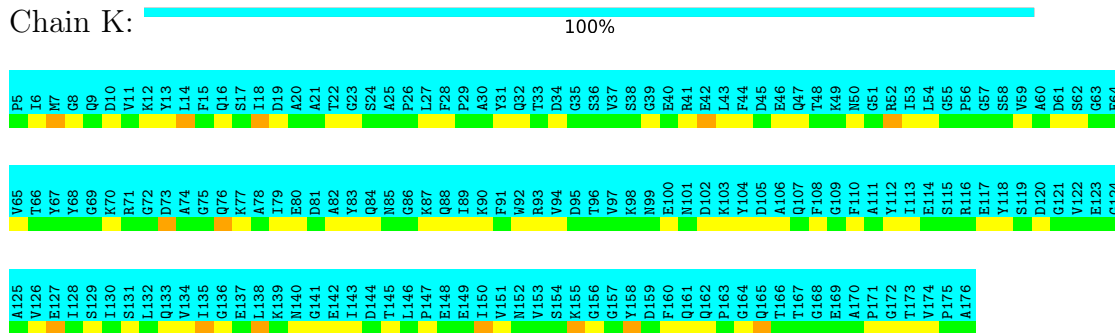 Chain K:
100%
P5 I6 M7 G8 Q9 D10 V11 K12 Y13 L14 F15 Q16 S17 I18 D19 A20 A21 T22 G23 S24 A25 P26 L27 F28 P29 A30 Y31 Q32 T33 D34 G35 S36 V37 S38 G39 E40 R41 E42 L43 F44 D45 E46 Q47 T48 K49 N50 G51 R52 I53 L54 G55 P56 G57 S58 V59 A60 D61 S62 G63
V65 T66 Y67 Y68 G69 K70 R71 G72 D73 A74 G75 Q76 K77 A78 I79 E80 D81 A82 Y83 Q84 N85 G86 K87 Q88 I89 K90 F91 W92 R93 V94 D95 T96 V97 K98 N99 E100 N101 D102 K103 Y104 D105 A106 Q107 F108 G109 F110 A111 Y112 I113 E114 S115 R116 E117 Y118 S119 D120 G121 V122 E123
A125 V126 E127 I128 S129 I130 S131 L132 Q133 V134 I135 G136 E137 L138 K139 N140 G141 E142 I143 D144 T145 L146 P147 E148 E149 I150 V151 N152 V153 S154 K155 G156 G157 Y158 D159 F160 Q161 Q162 P163 G164 Q165 T166 T167 G168 E169 A170 P171 G172 T173 V174 P175 A176